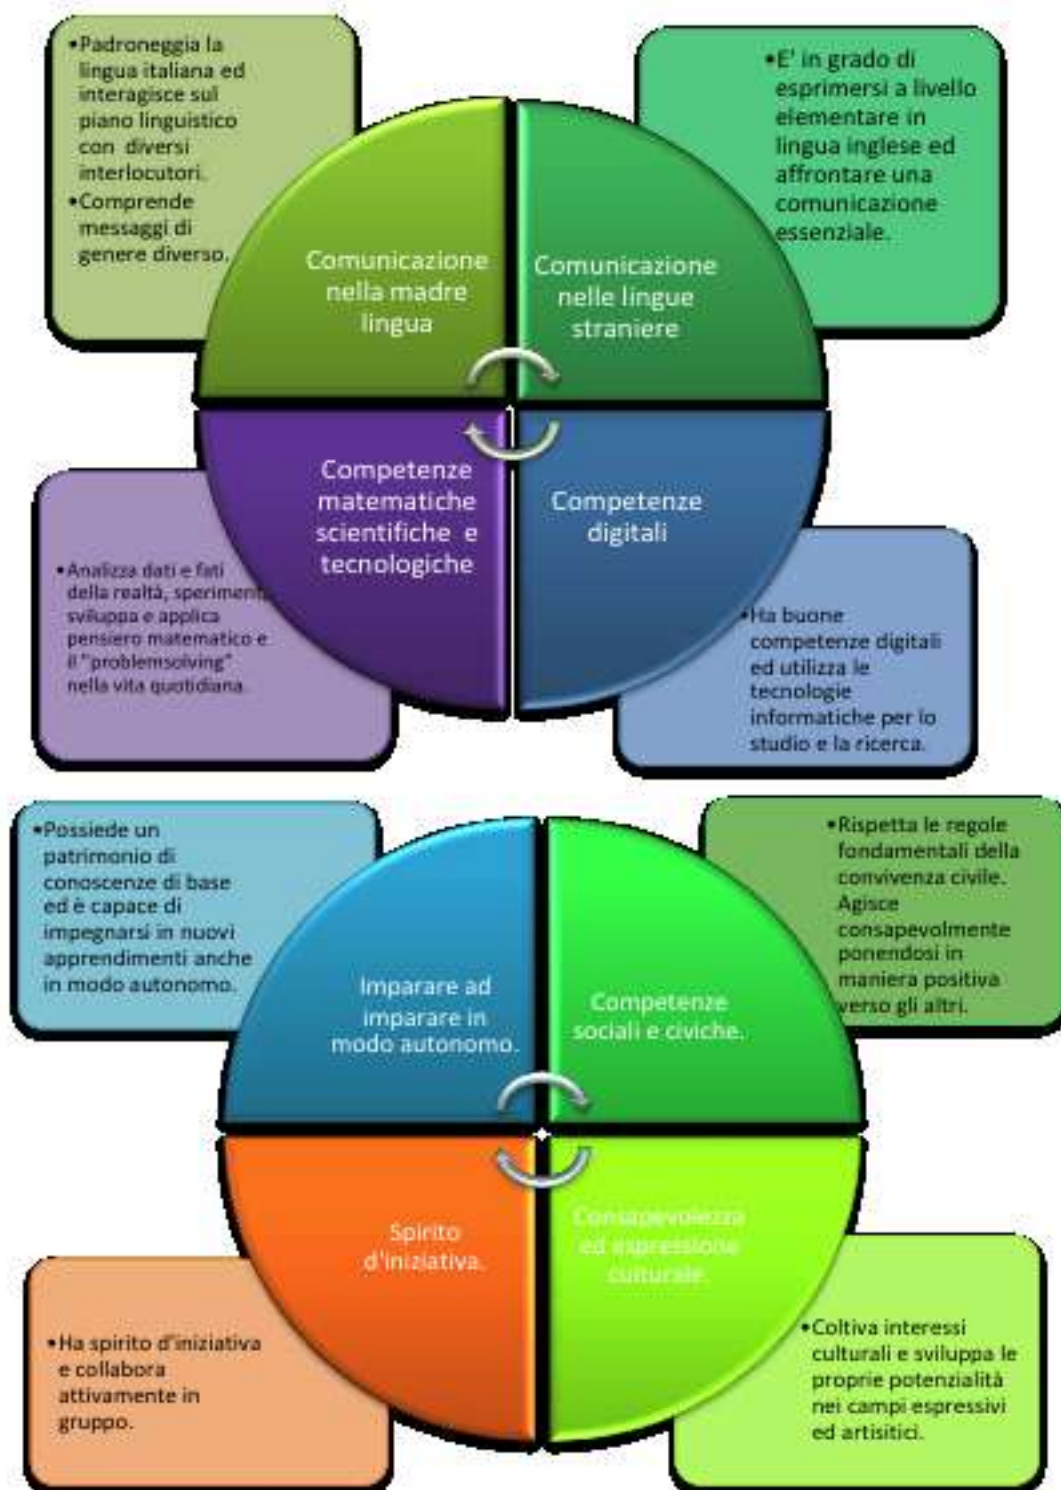 •Padroneggia la
lingua italiana ed
interagisce sul
piano linguistico
con diversi
interlocutori.
•Comprende
messaggi di
genere diverso.
•E' in grado di
esprimersi a livello
elementare in
lingua inglese ed
affrontare una
comunicazione
essenziale.
Comunicazione
nella madre
lingua
Comunicazione
nelle lingue
straniere
Competenze
matematiche
scientifiche e
tecnologiche
Competenze
digitali
•Analizza dati e fati
della realtà, speriment
sviluppa e applica
pensiero matematico e
il "problemsolving"
nella vita quotidiana.
•Ha buone
competenze digitali
ed utilizza le
tecnologie
informatiche per lo
studio e la ricerca.
•Possiede un
patrimonio di
conoscenze di base
ed è capace di
impegnarsi in nuovi
apprendimenti anche
in modo autonomo.
•Rispetta le regole
fondamentali della
convivenza civile.
Agisce
consapevolmente
ponendosi in
maniera positiva
verso gli altri.
Imparare ad
imparare in
modo autonomo.
Competenze
sociali e civiche.
Spirito
d'iniziativa.
Consapevolezza
ed espressione
culturale.
•Ha spirito d'iniziativa
e collabora
attivamente in
gruppo.
•Coltiva interessi
culturali e sviluppa le
proprie potenzialità
nei campi espressivi
ed artisitici.